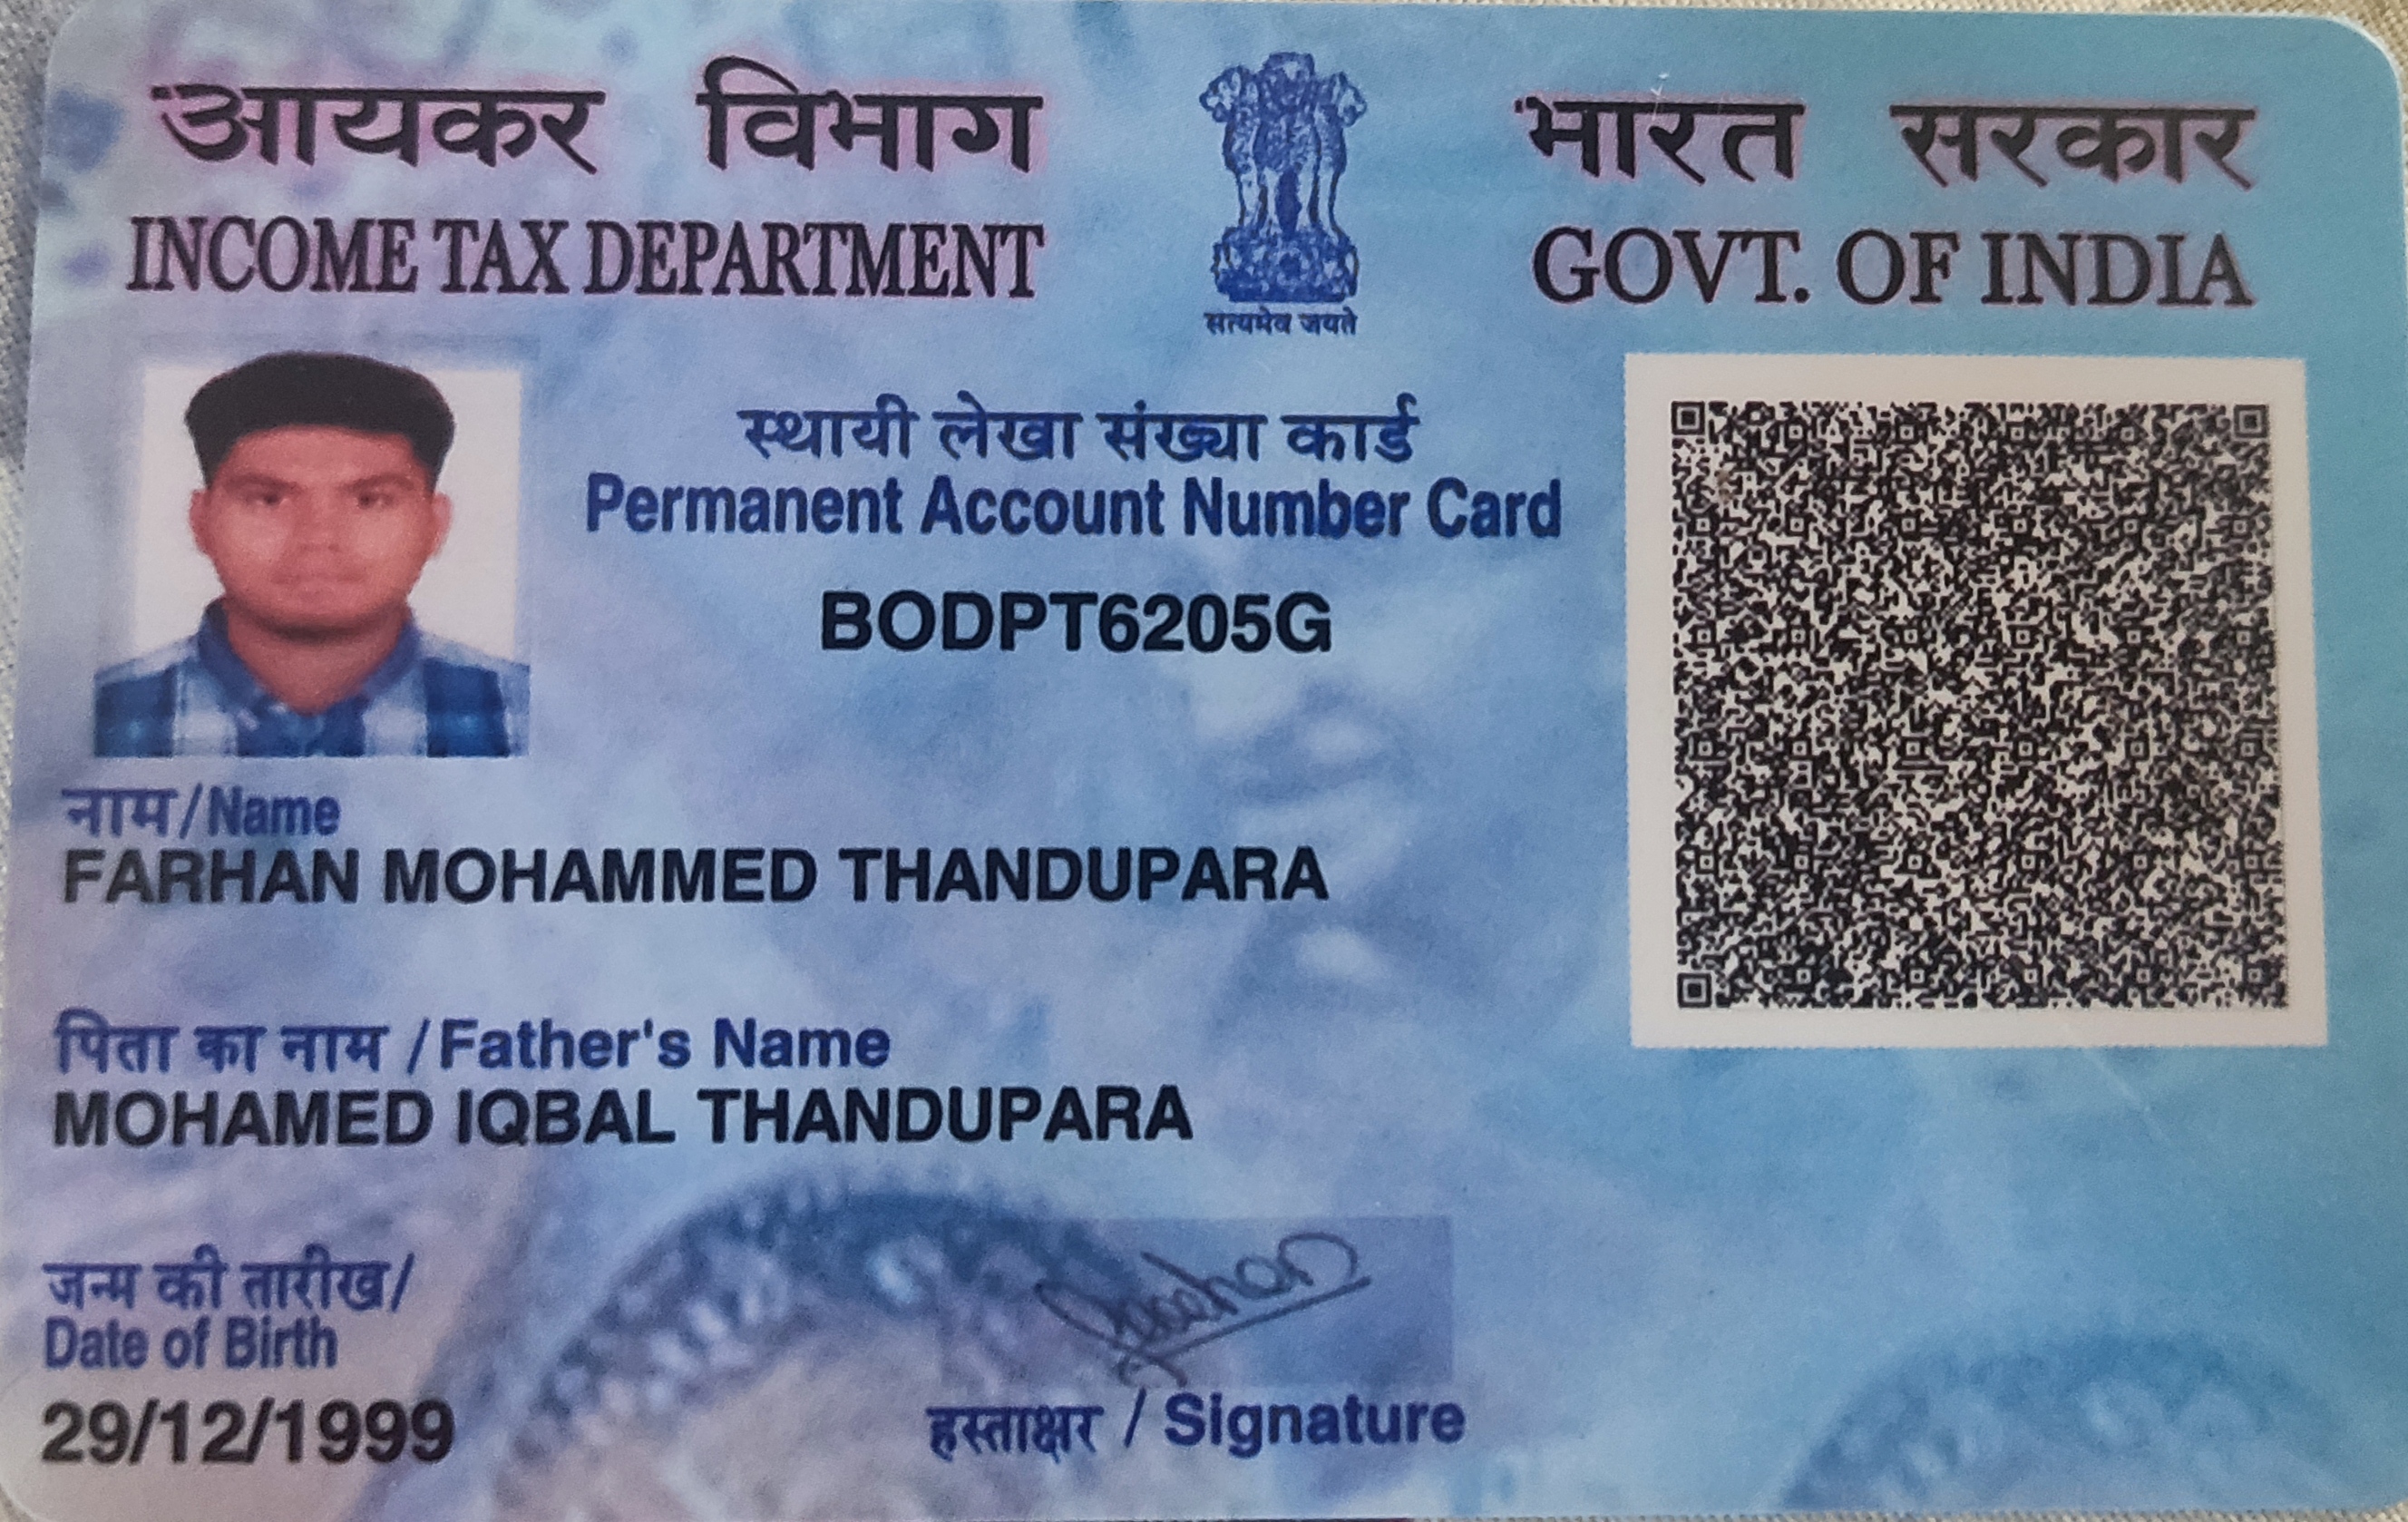 आयकर विभाग
INCOME TAX DEPARTMENT
सत्यमेव जयते
भारत सरकार
GOVT. OF INDIA
स्थायी लेखा संख्या कार्ड
Permanent Account Number Card
BODPT6205G
नाम/Name
FARHAN MOHAMMED THANDUPARA
पिता का नाम/Father's Name
MOHAMED IQBAL THANDUPARA
जन्म की तारीख/
Date of Birth
29/12/1999
Farhan
हस्ताक्षर/Signature